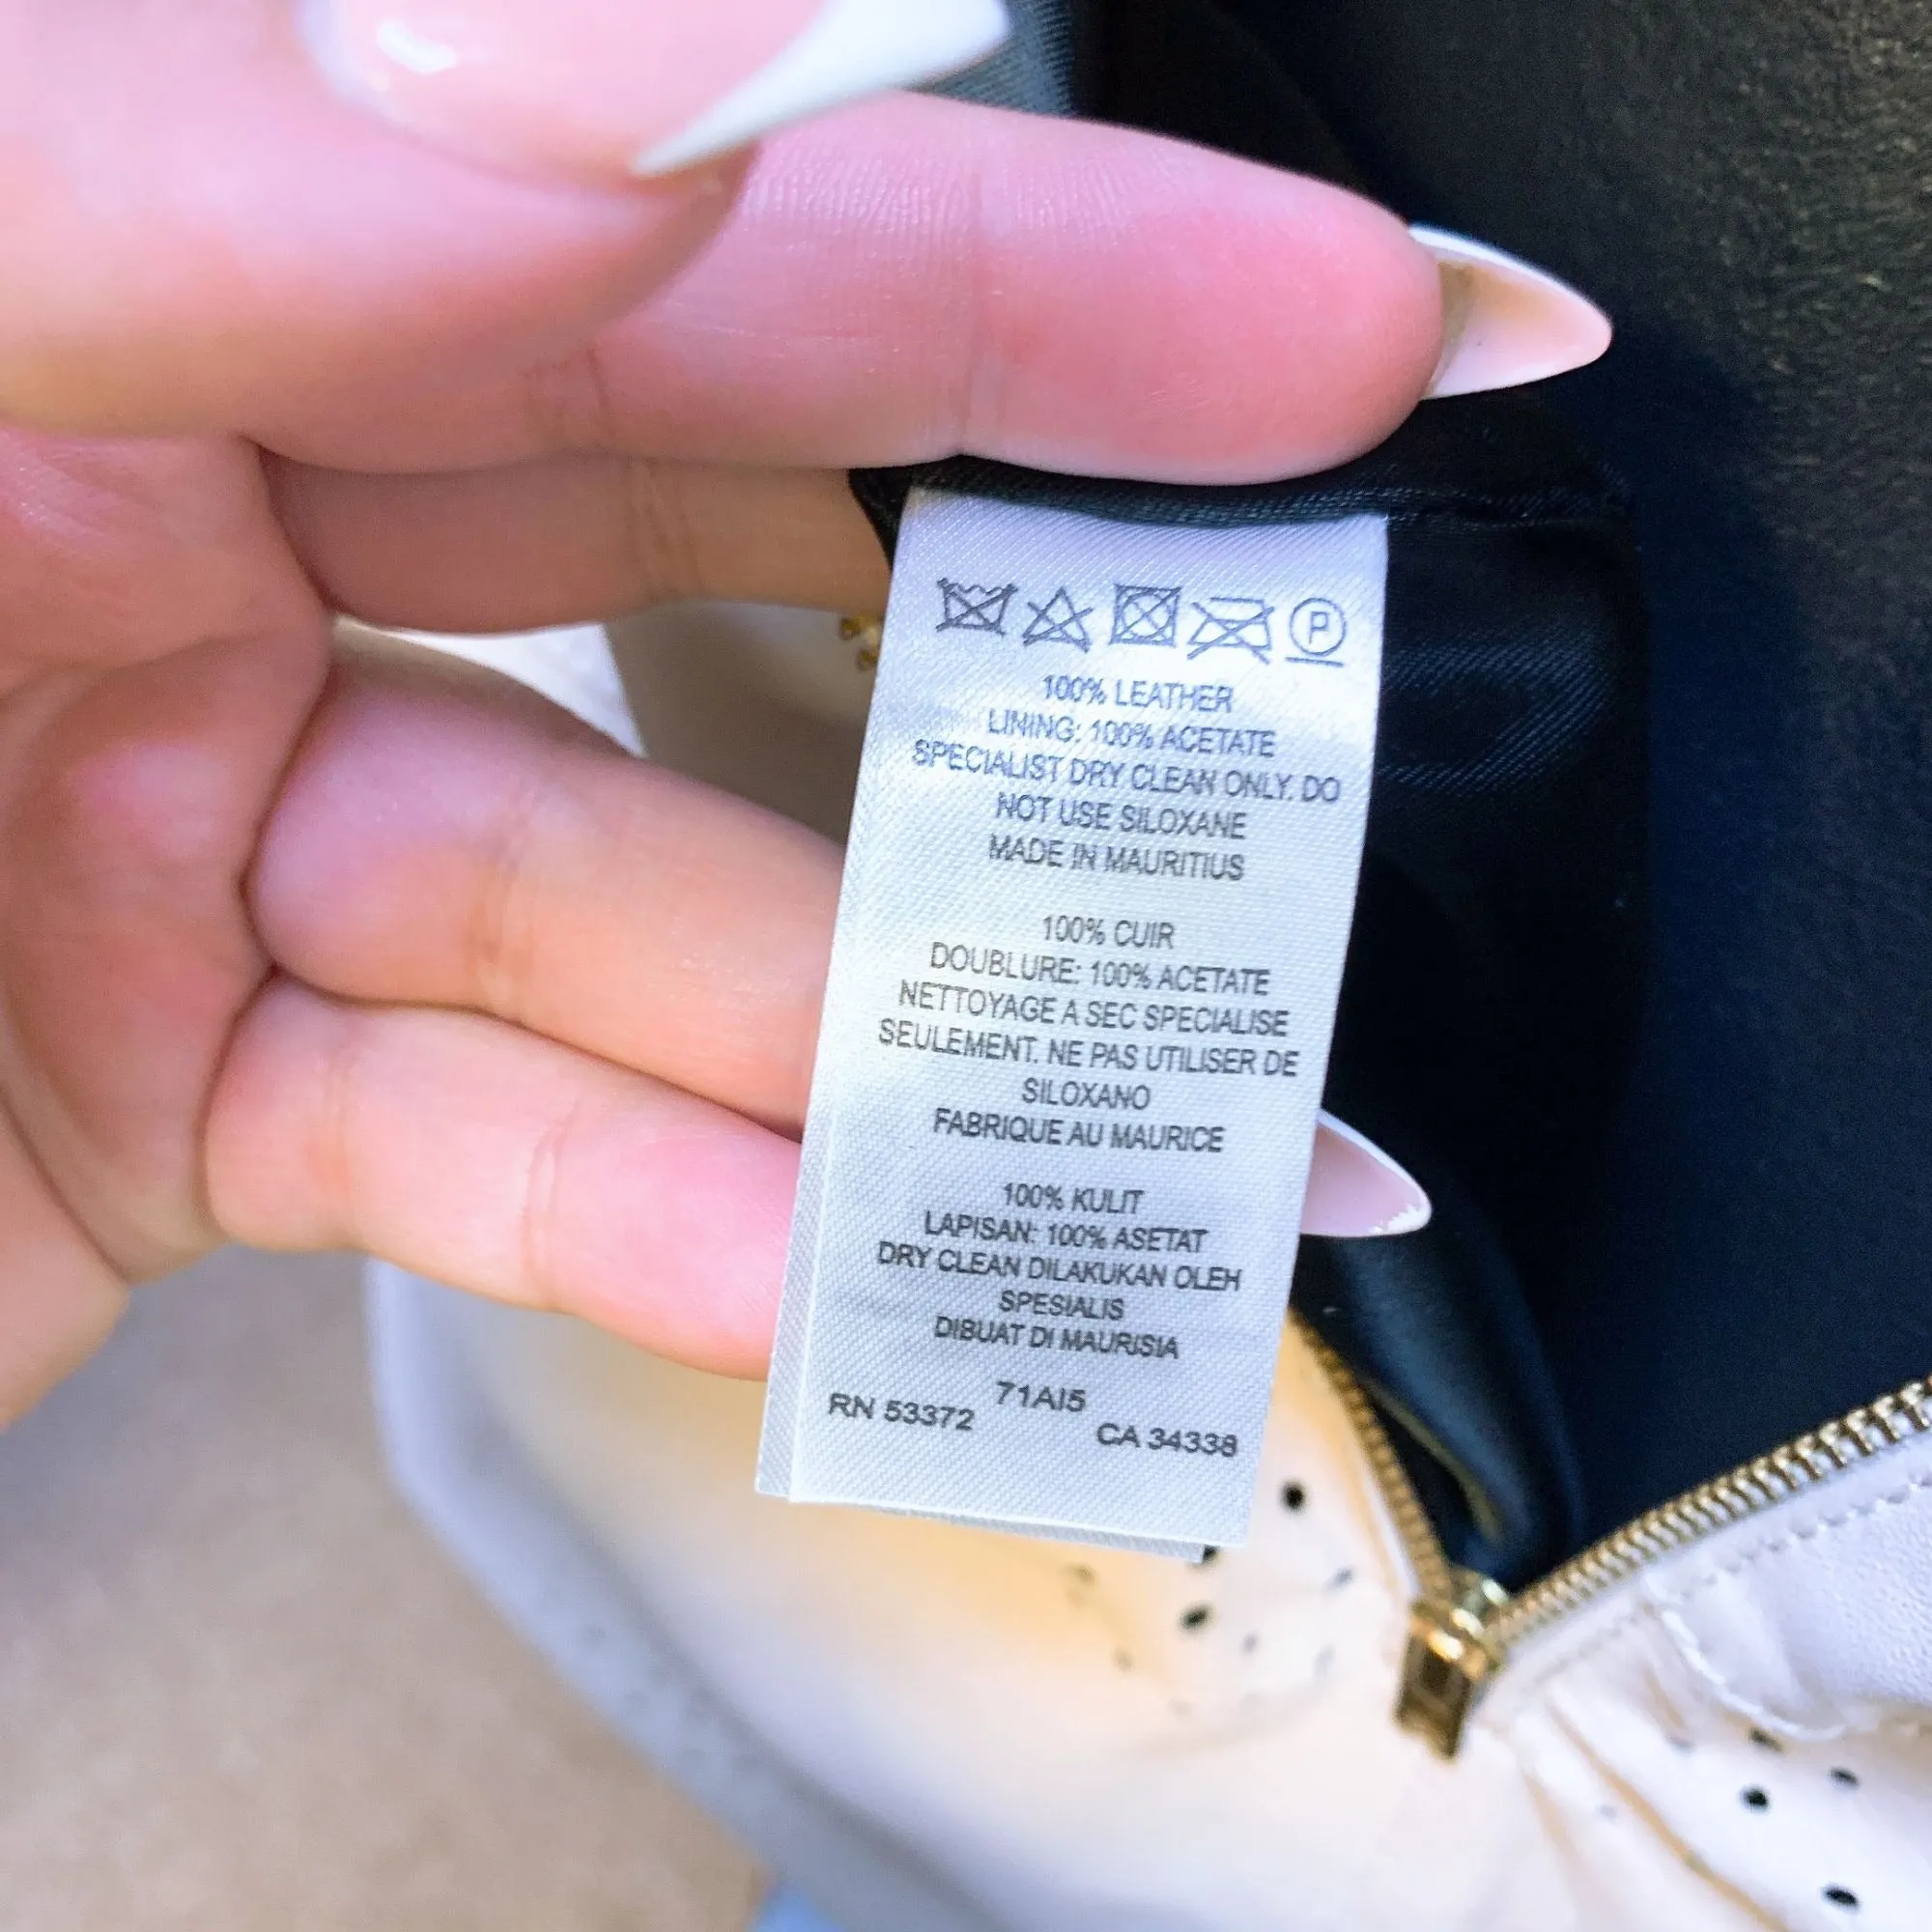 P
100% LEATHER
LINING: 100% ACETATE
SPECIALIST DRY CLEAN ONLY. DO
NOT USE SILOXANE
MADE IN MAURITIUS
100% CUIR
DOUBLURE: 100% ACETATE
NETTOYAGE A SEC SPECIALISE
SEULEMENT. NE PAS UTILISER DE
SILOXANO
FABRIQUE AU MAURICE
100% KULIT
LAPISAN: 100% ASETAT
DRY CLEAN DILAKUKAN OLEH
SPESIALIS
DIBUAT DI MAURISIA
71AI5
RN 53372 CA 34338